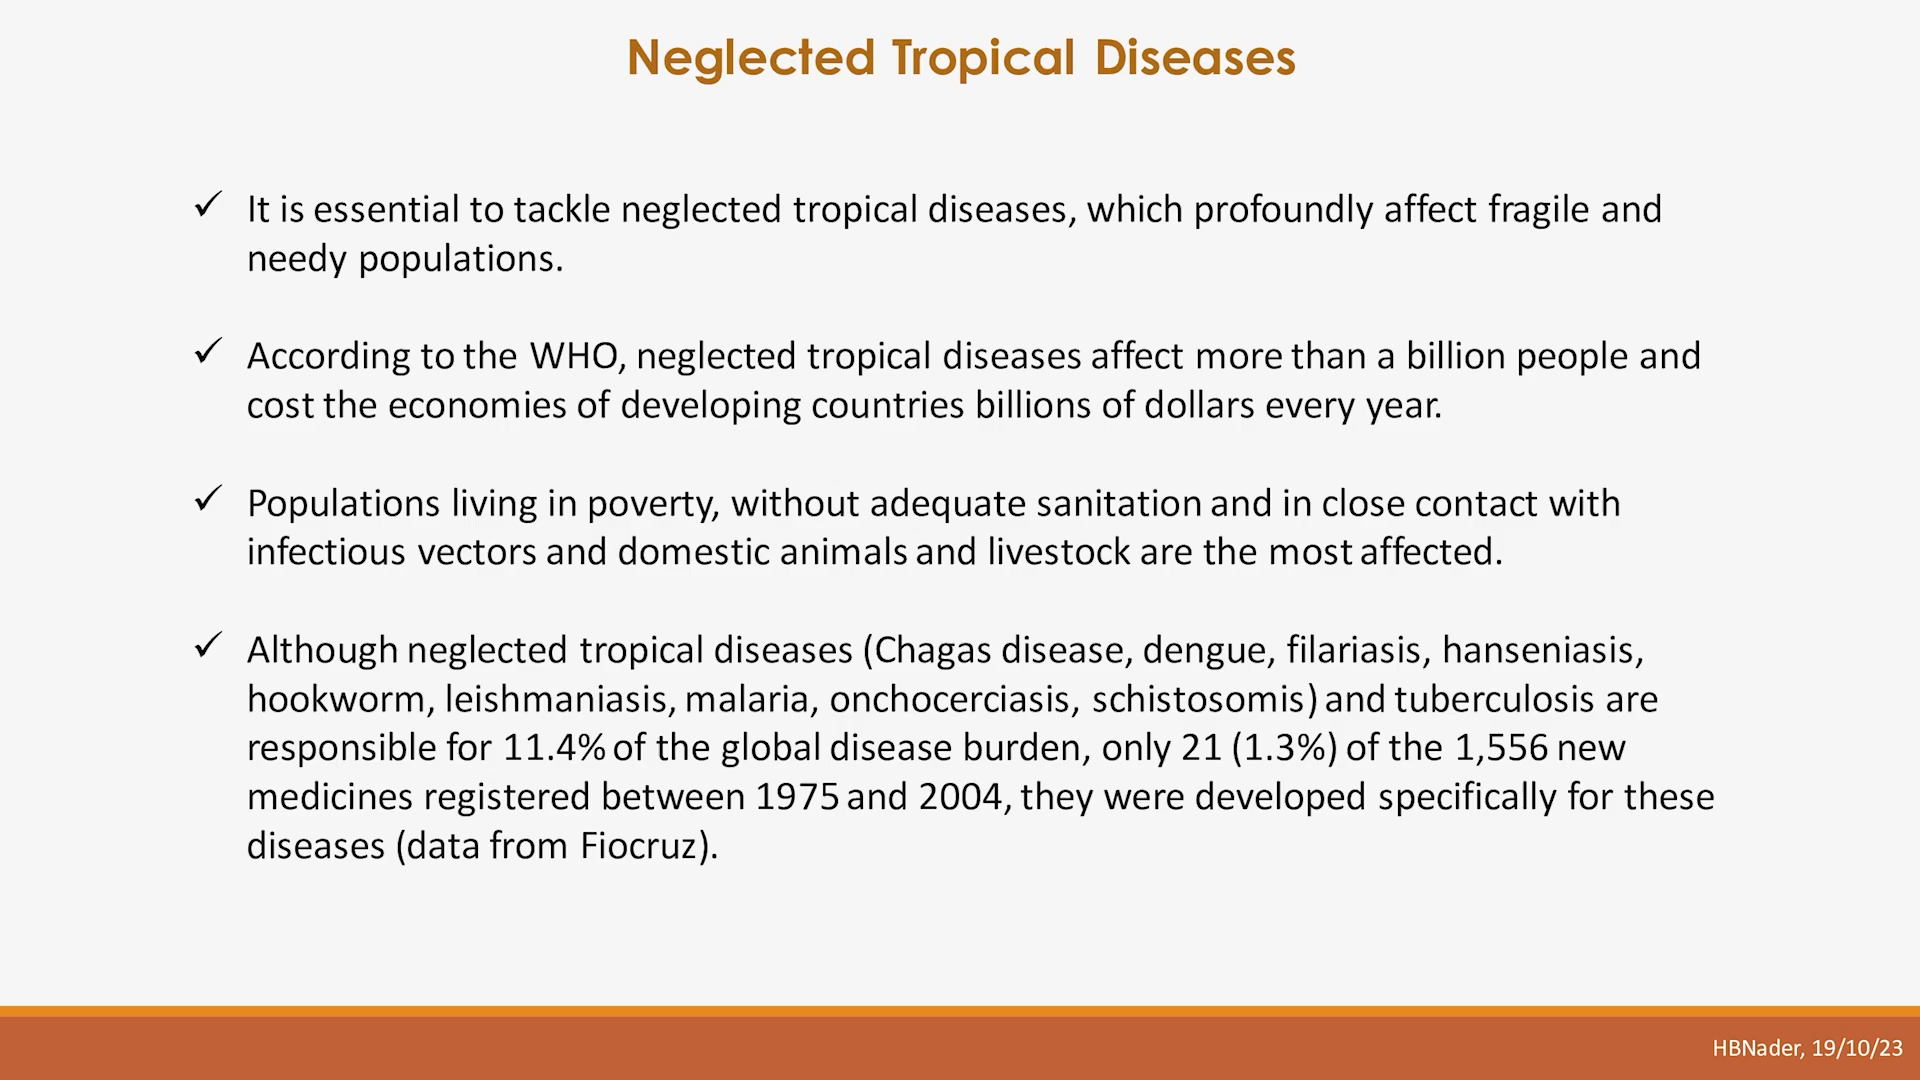 Neglected Tropical Diseases
✓ It is essential to tackle neglected tropical diseases, which profoundly affect fragile and
needy populations.
✓ According to the WHO, neglected tropical diseases affect more than a billion people and
cost the economies of developing countries billions of dollars every year.
✓ Populations living in poverty, without adequate sanitation and in close contact with
infectious vectors and domestic animals and livestock are the most affected.
✓ Although neglected tropical diseases (Chagas disease, dengue, filariasis, hanseniasis,
hookworm, leishmaniasis, malaria, onchocerciasis, schistosomis) and tuberculosis are
responsible for 11.4% of the global disease burden, only 21 (1.3%) of the 1,556 new
medicines registered between 1975 and 2004, they were developed specifically for these
diseases (data from Fiocruz).
HBNader, 19/10/23